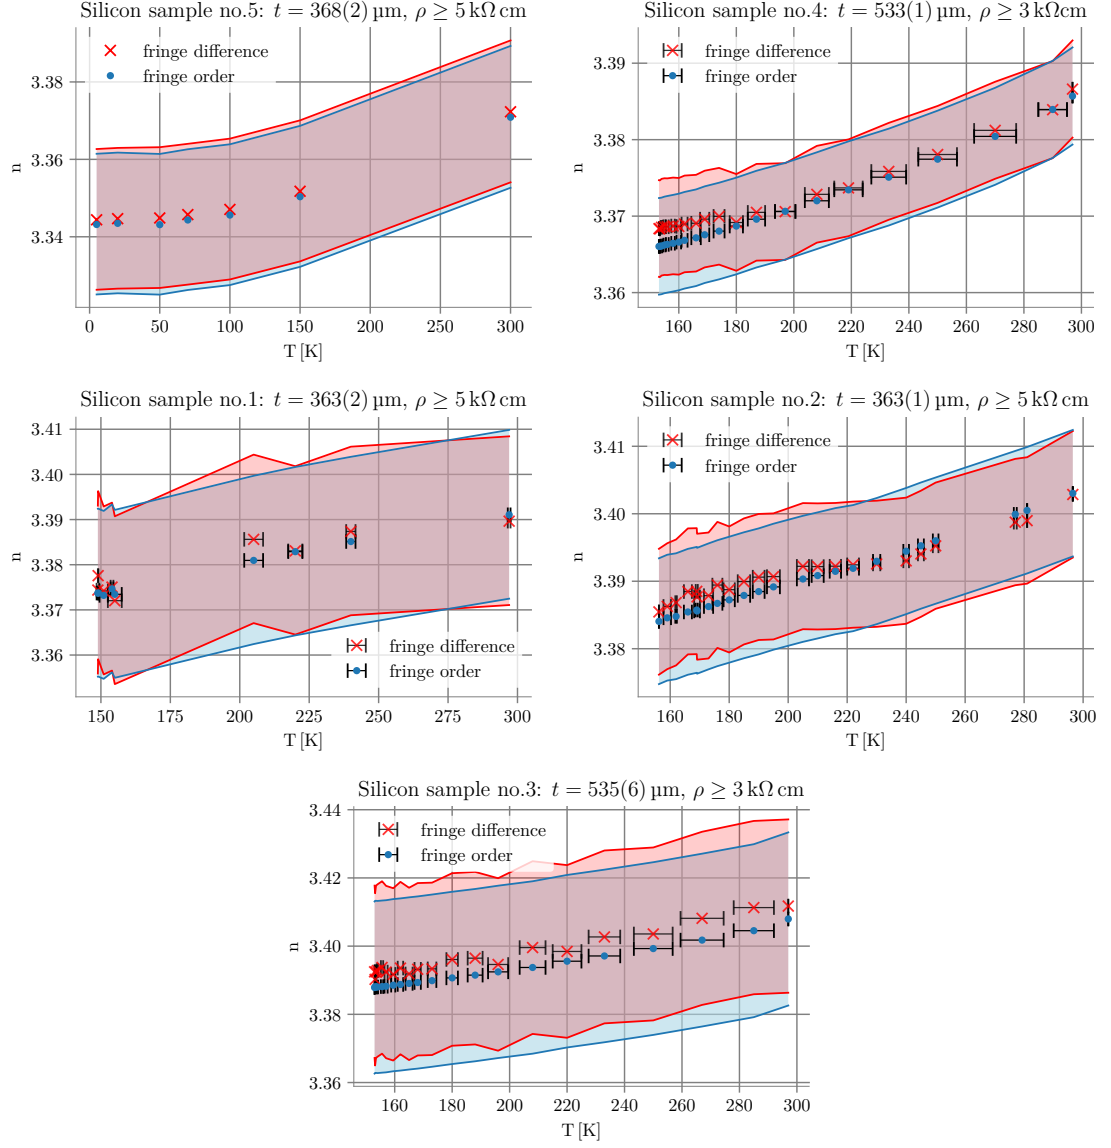 Silicon sample no.5: t = 368(2) µm, ρ ≥ 5 kΩ cm
fringe difference
fringe order
n
3.38
3.36
3.34
0 50 100 150 200 250 300
T [K]
Silicon sample no.4: t = 533(1) µm, ρ ≥ 3 kΩcm
fringe difference
fringe order
n
3.39
3.38
3.37
3.36
160 180 200 220 240 260 280 300
T [K]
Silicon sample no.1: t = 363(2) µm, ρ ≥ 5 kΩ cm
n
3.41
3.40
3.39
3.38
3.37
3.36
fringe difference
fringe order
150 175 200 225 250 275 300
T [K]
Silicon sample no.2: t = 363(1) µm, ρ ≥ 5 kΩ cm
fringe difference
fringe order
n
3.41
3.40
3.39
3.38
160 180 200 220 240 260 280 300
T [K]
Silicon sample no.3: t = 535(6) µm, ρ ≥ 3 kΩ cm
fringe difference
fringe order
n
3.44
3.42
3.40
3.38
3.36
160 180 200 220 240 260 280 300
T [K]